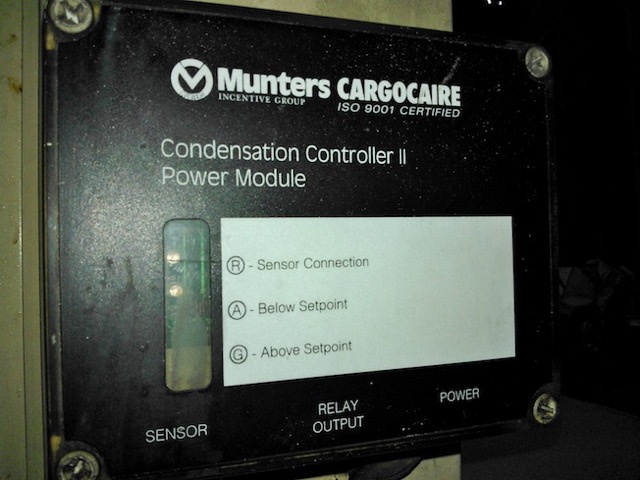 Munters CARGOCAIRE
INCENTIVE GROUP
ISO 9001 CERTIFIED
Condensation Controller II
Power Module
R - Sensor Connection
A - Below Setpoint
G - Above Setpoint
SENSOR
RELAY
OUTPUT
POWER